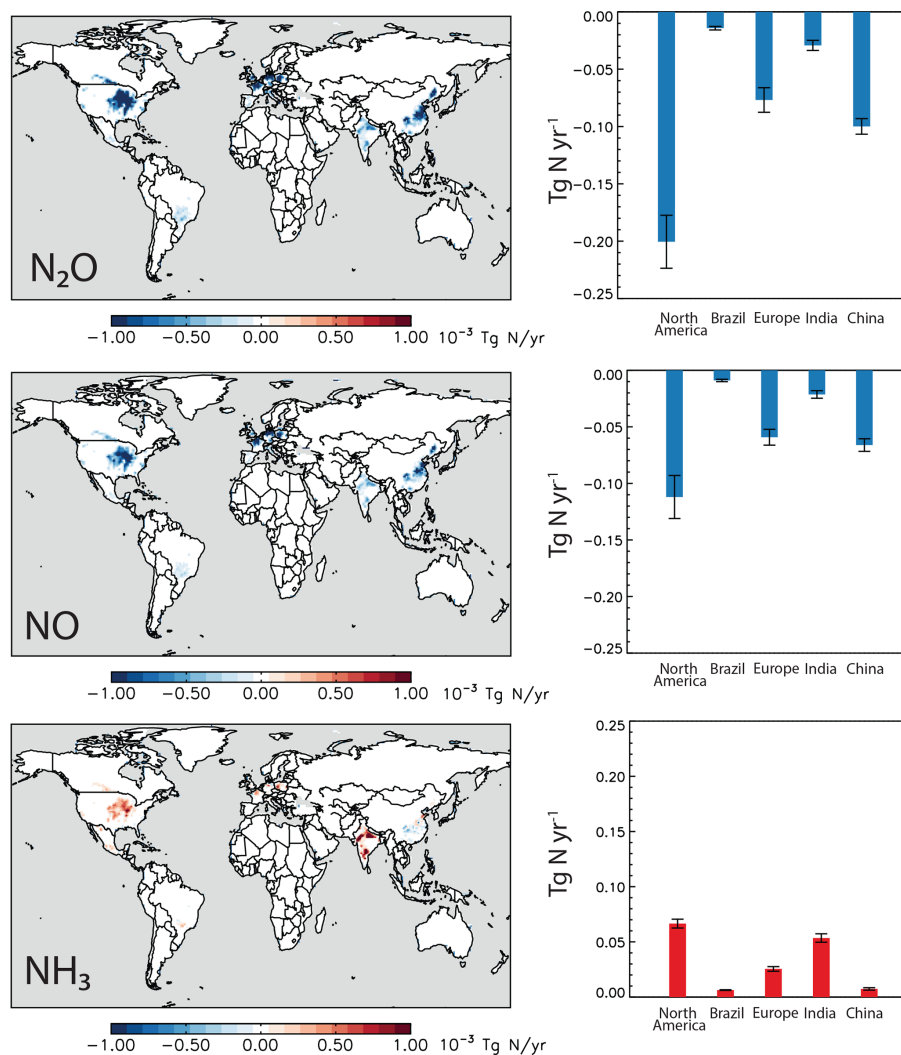 N₂O
−1.00 −0.50 0.00 0.50 1.00 10⁻³ Tg N/yr
Tg N yr⁻¹
0.00
−0.05
−0.10
−0.15
−0.20
−0.25
North America Brazil Europe India China
NO
−1.00 −0.50 0.00 0.50 1.00 10⁻³ Tg N/yr
Tg N yr⁻¹
0.00
−0.05
−0.10
−0.15
−0.20
−0.25
North America Brazil Europe India China
NH₃
−1.00 −0.50 0.00 0.50 1.00 10⁻³ Tg N/yr
Tg N yr⁻¹
0.25
0.20
0.15
0.10
0.05
0.00
North America Brazil Europe India China